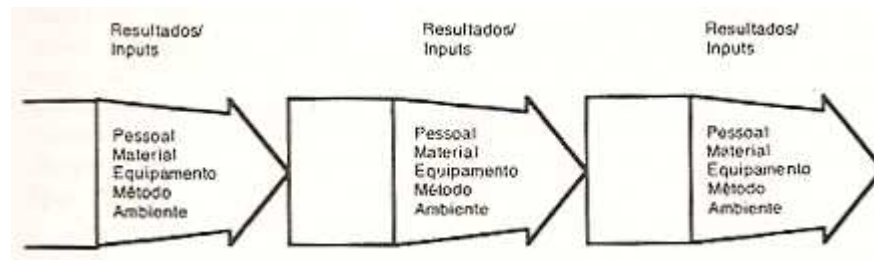 Resultados/
Inputs
Resultados/
Inputs
Resultados/
Inputs
Pessoal
Material
Equipamento
Método
Ambiente
Pessoal
Material
Equipamento
Método
Ambiente
Pessoal
Material
Equipamento
Método
Ambiente